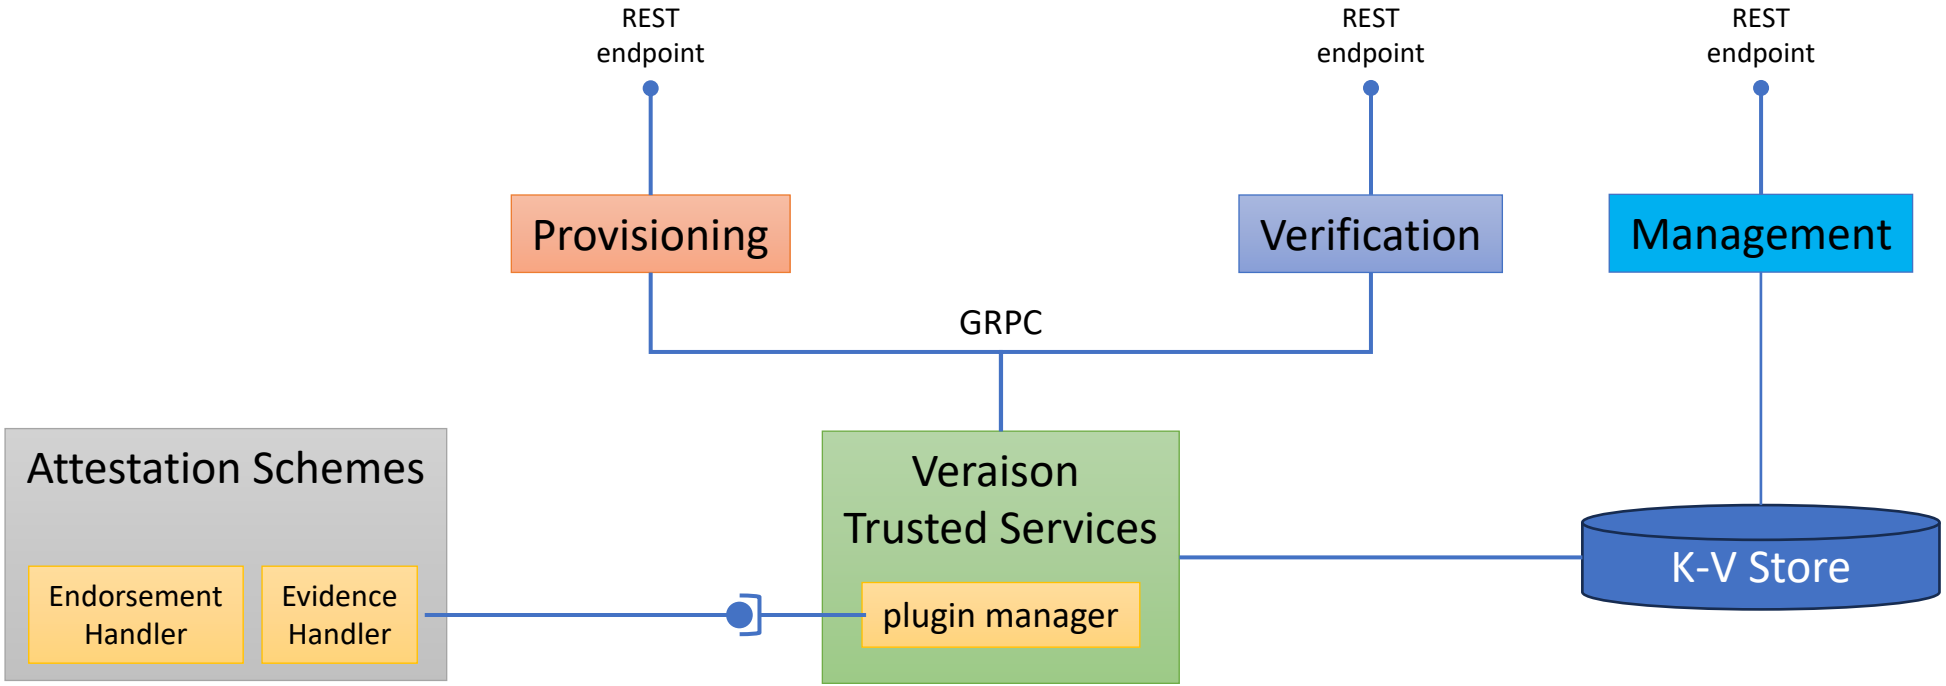 REST
endpoint
REST
endpoint
REST
endpoint
Provisioning
Verification
Management
GRPC
Attestation Schemes
Endorsement
Handler
Evidence
Handler
Veraison
Trusted Services
plugin manager
K-V Store